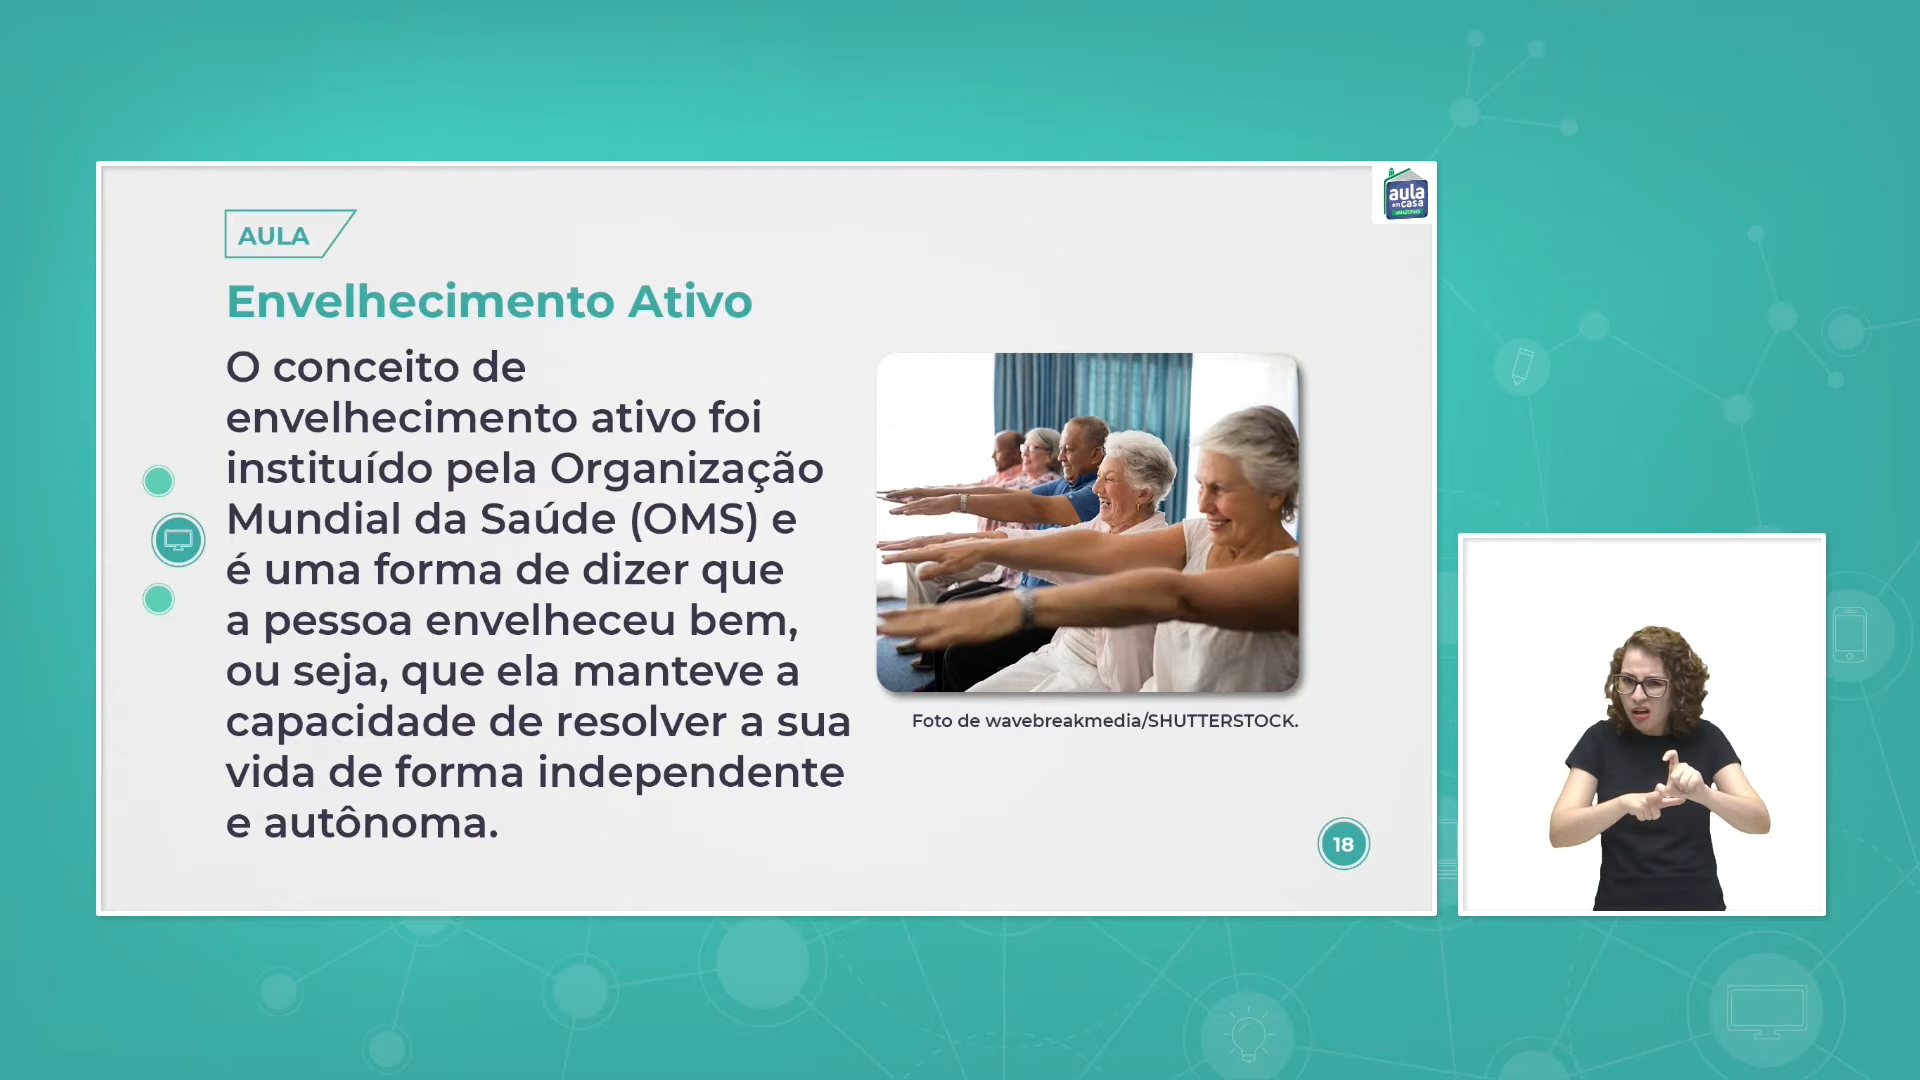 aula
em casa
AMAZONAS
AULA
Envelhecimento Ativo
O conceito de
envelhecimento ativo foi
instituído pela Organização
Mundial da Saúde (OMS) e
é uma forma de dizer que
a pessoa envelheceu bem,
ou seja, que ela manteve a
capacidade de resolver a sua
vida de forma independente
e autônoma.
Foto de wavebreakmedia/SHUTTERSTOCK.
18